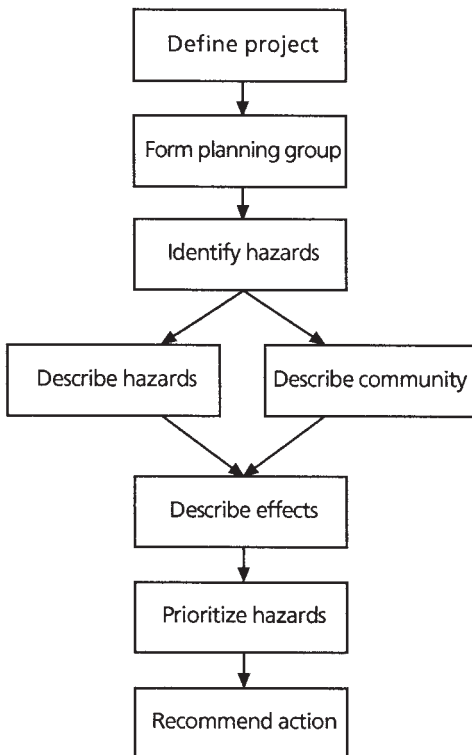 Define project
Form planning group
Identify hazards
Describe hazards
Describe community
Describe effects
Prioritize hazards
Recommend action